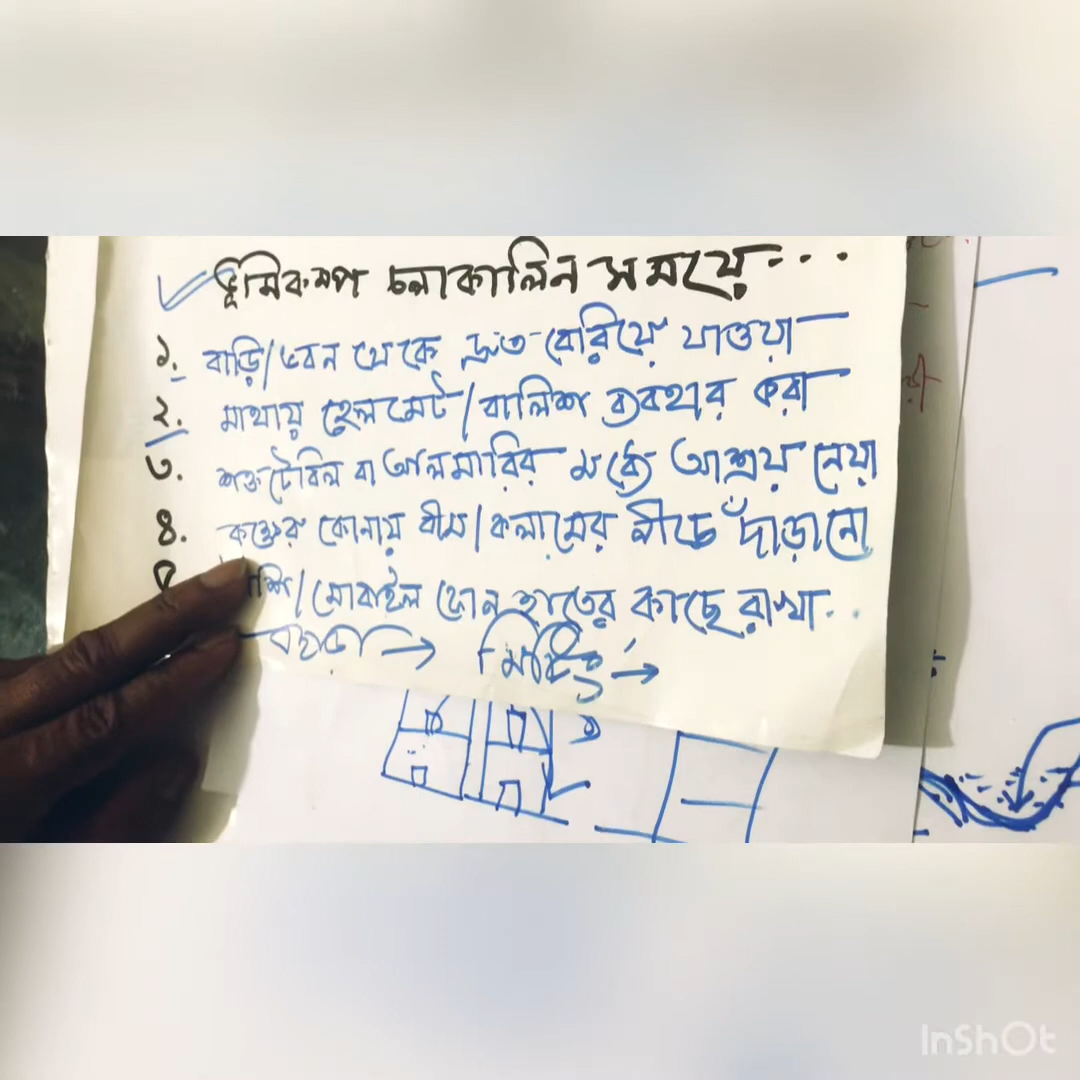 ভূমিকম্প চলাকালিন সময়ে...
১. বাড়ি/ভবন থেকে দ্রুত বেরিয়ে যাওয়া
২. মাথায় হেলমেট/বালিশ ব্যবহার করা
৩. শক্ত টেবিল বা আলমারির মধ্যে আশ্রয় নেয়া
৪. কক্ষের কোনায় বীম/কলামের নীচে দাঁড়ানো
৫. বাঁশি/মোবাইল ফোন হাতের কাছে রাখা..
InShOt